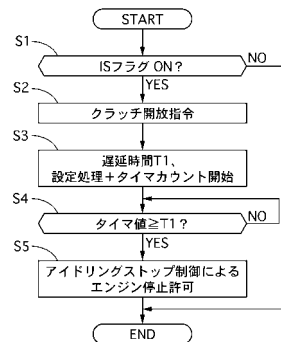 START
S1
ISフラグ ON?
NO
YES
S2
クラッチ開放指令
S3
遅延時間T1、
設定処理＋タイマカウント開始
S4
タイマ値≧T1?
NO
YES
S5
アイドリングストップ制御による
エンジン停止許可
END